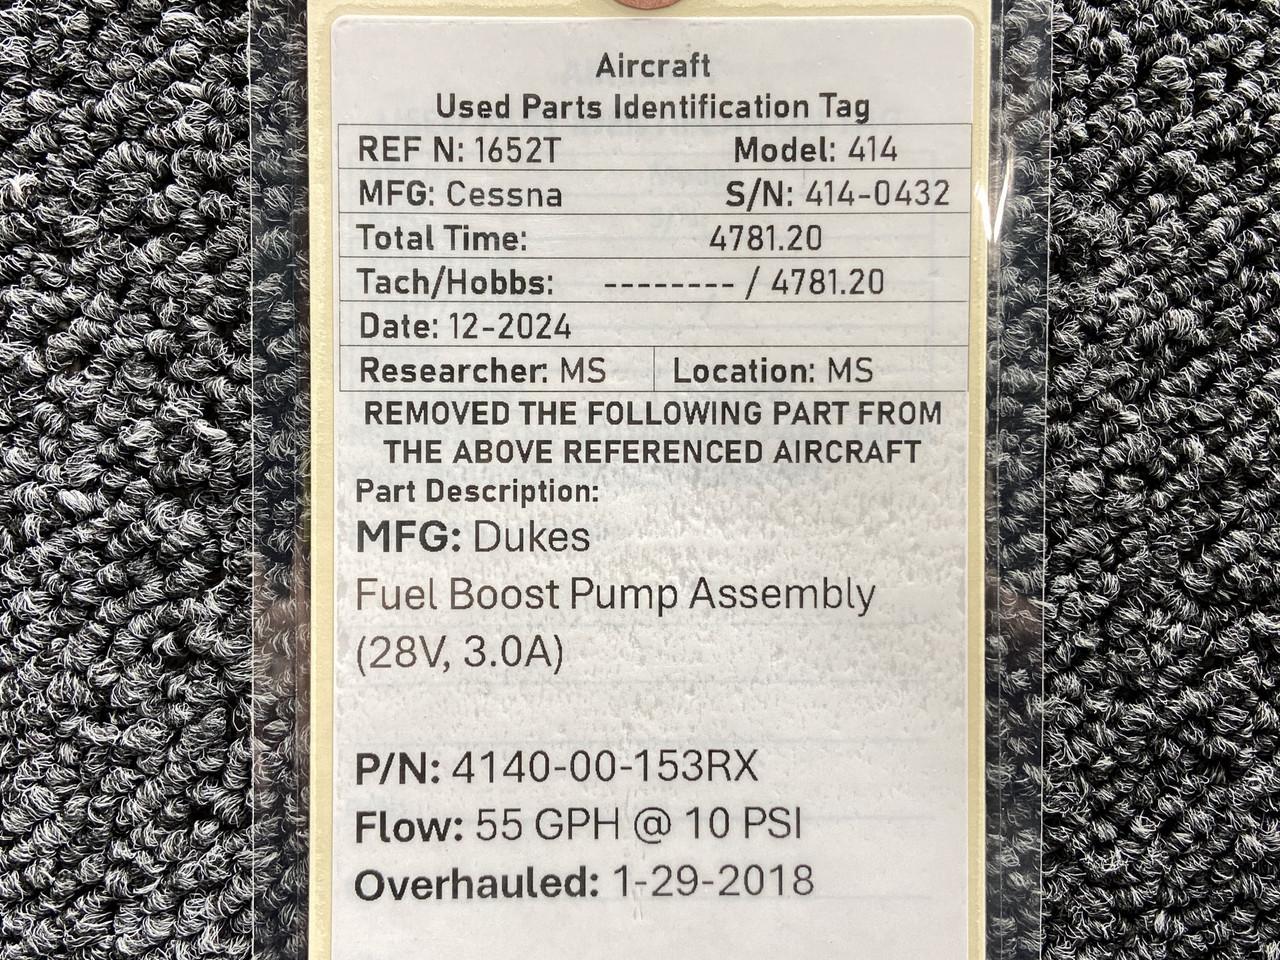 Aircraft
Used Parts Identification Tag
REF N: 1652T Model: 414
MFG: Cessna S/N: 414-0432
Total Time: 4781.20
Tach/Hobbs: -------- / 4781.20
Date: 12-2024
Researcher: MS Location: MS
REMOVED THE FOLLOWING PART FROM
THE ABOVE REFERENCED AIRCRAFT
Part Description:
MFG: Dukes
Fuel Boost Pump Assembly
(28V, 3.0A)
P/N: 4140-00-153RX
Flow: 55 GPH @ 10 PSI
Overhauled: 1-29-2018